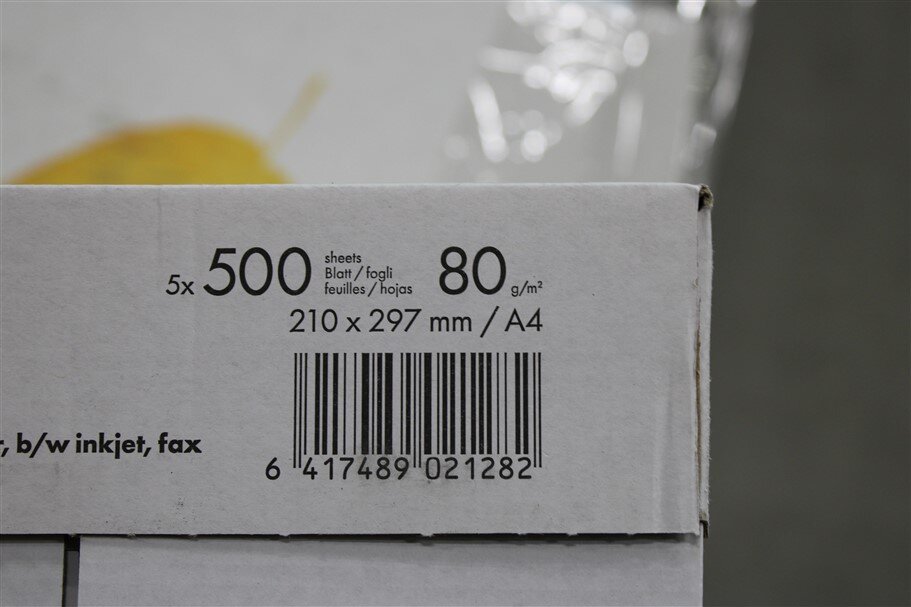 5x 500 sheets
Blatt / fogli
feuilles / hojas
80 g/m²
210 x 297 mm / A4
, b/w inkjet, fax
6 417489 021282